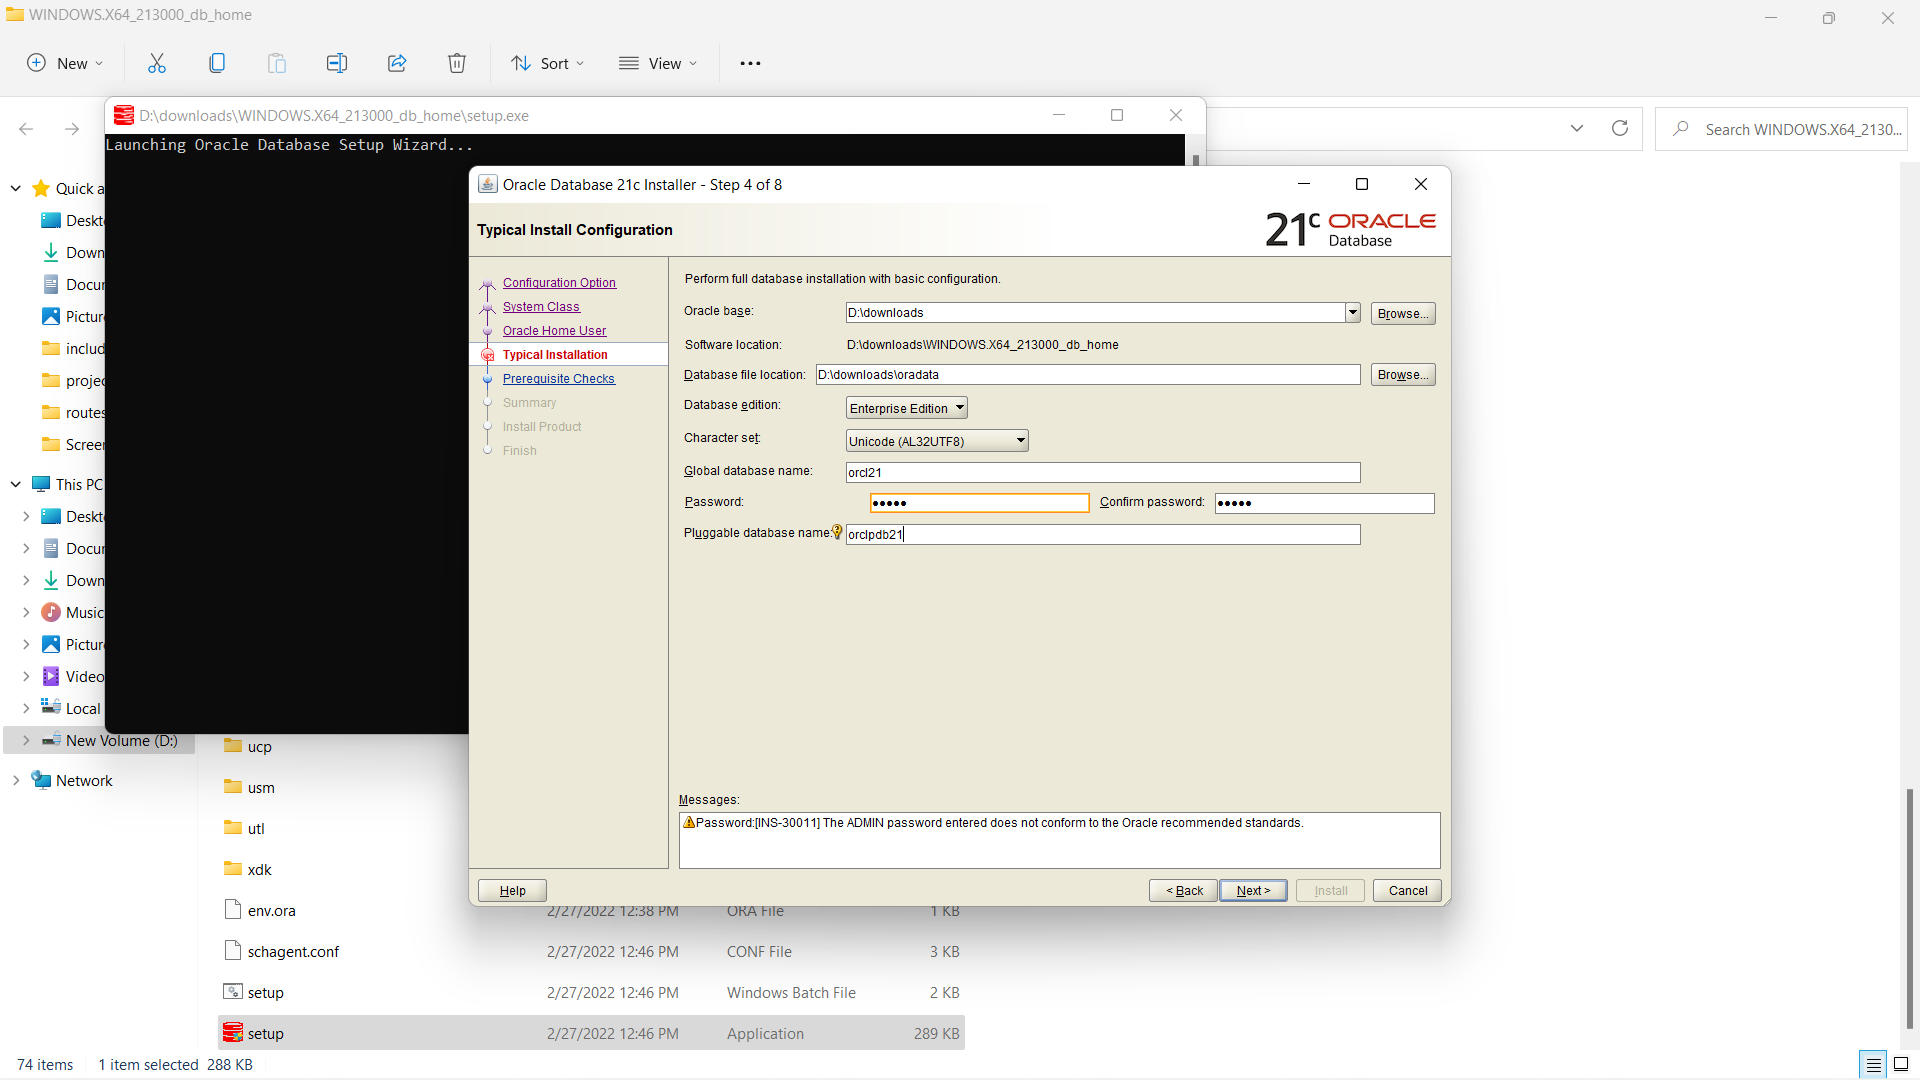 WINDOWS.X64_213000_db_home
New
Sort
View
D:\downloads\WINDOWS.X64_213000_db_home\setup.exe
Search WINDOWS.X64_2130...
Launching Oracle Database Setup Wizard...
Quick a
Deskt
Down
Docur
Pictur
includ
projec
routes
Screer
This PC
Deskt
Docur
Down
Music
Pictur
Video
Local
New Volume (D:)
Network
Oracle Database 21c Installer - Step 4 of 8
Typical Install Configuration
21c ORACLE
Database
Configuration Option
System Class
Oracle Home User
Typical Installation
Prerequisite Checks
Summary
Install Product
Finish
Perform full database installation with basic configuration.
Oracle base: D:\downloads Browse...
Software location: D:\downloads\WINDOWS.X64_213000_db_home
Database file location: D:\downloads\oradata Browse...
Database edition: Enterprise Edition
Character set: Unicode (AL32UTF8)
Global database name: orcl21
Password: ••••• Confirm password: •••••
Pluggable database name: orclpdb21
Messages:
Password:[INS-30011] The ADMIN password entered does not conform to the Oracle recommended standards.
Help < Back Next > Install Cancel
ucp
usm
utl
xdk
env.ora 2/27/2022 12:38 PM ORA File 1 KB
schagent.conf 2/27/2022 12:46 PM CONF File 3 KB
setup 2/27/2022 12:46 PM Windows Batch File 2 KB
setup 2/27/2022 12:46 PM Application 289 KB
74 items 1 item selected 288 KB